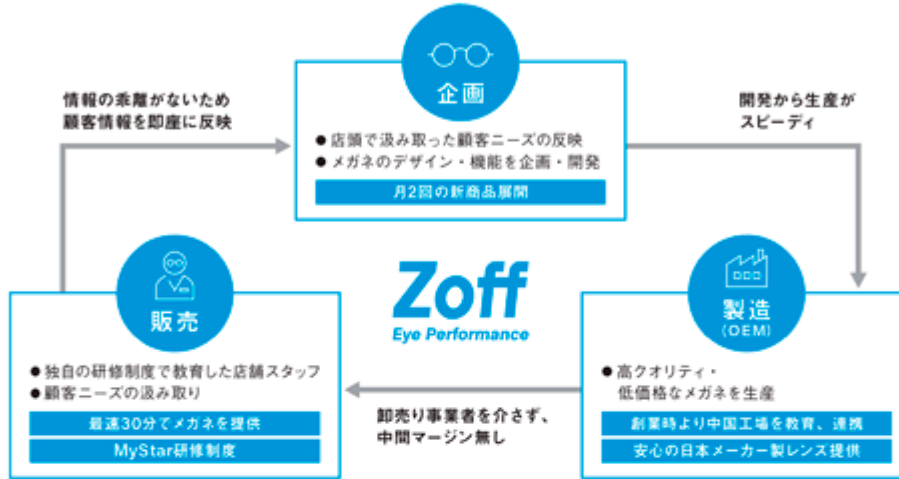 企画
● 店頭で汲み取った顧客ニーズの反映
● メガネのデザイン・機能を企画・開発
月2回の新商品展開
情報の乖離がないため
顧客情報を即座に反映
開発から生産が
スピーディ
Zoff
Eye Performance
販売
● 独自の研修制度で教育した店舗スタッフ
● 顧客ニーズの汲み取り
最速30分でメガネを提供
MyStar研修制度
製造
(OEM)
● 高クオリティ・
低価格なメガネを生産
創業時より中国工場を教育、連携
安心の日本メーカー製レンズ提供
卸売り事業者を介さず、
中間マージン無し